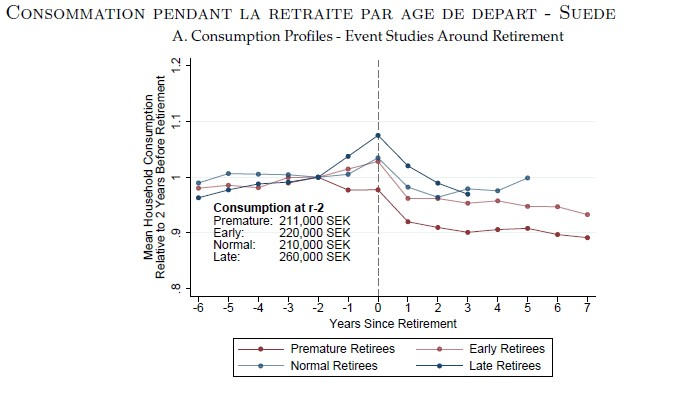 CONSOMMATION PENDANT LA RETRAITE PAR AGE DE DEPART - SUEDE
A. Consumption Profiles - Event Studies Around Retirement
Mean Household Consumption
Relative to 2 Years Before Retirement
1.2
1.1
1
.9
.8
Consumption at r-2
Premature: 211,000 SEK
Early: 220,000 SEK
Normal: 210,000 SEK
Late: 260,000 SEK
-6 -5 -4 -3 -2 -1 0 1 2 3 4 5 6 7
Years Since Retirement
Premature Retirees Early Retirees
Normal Retirees Late Retirees